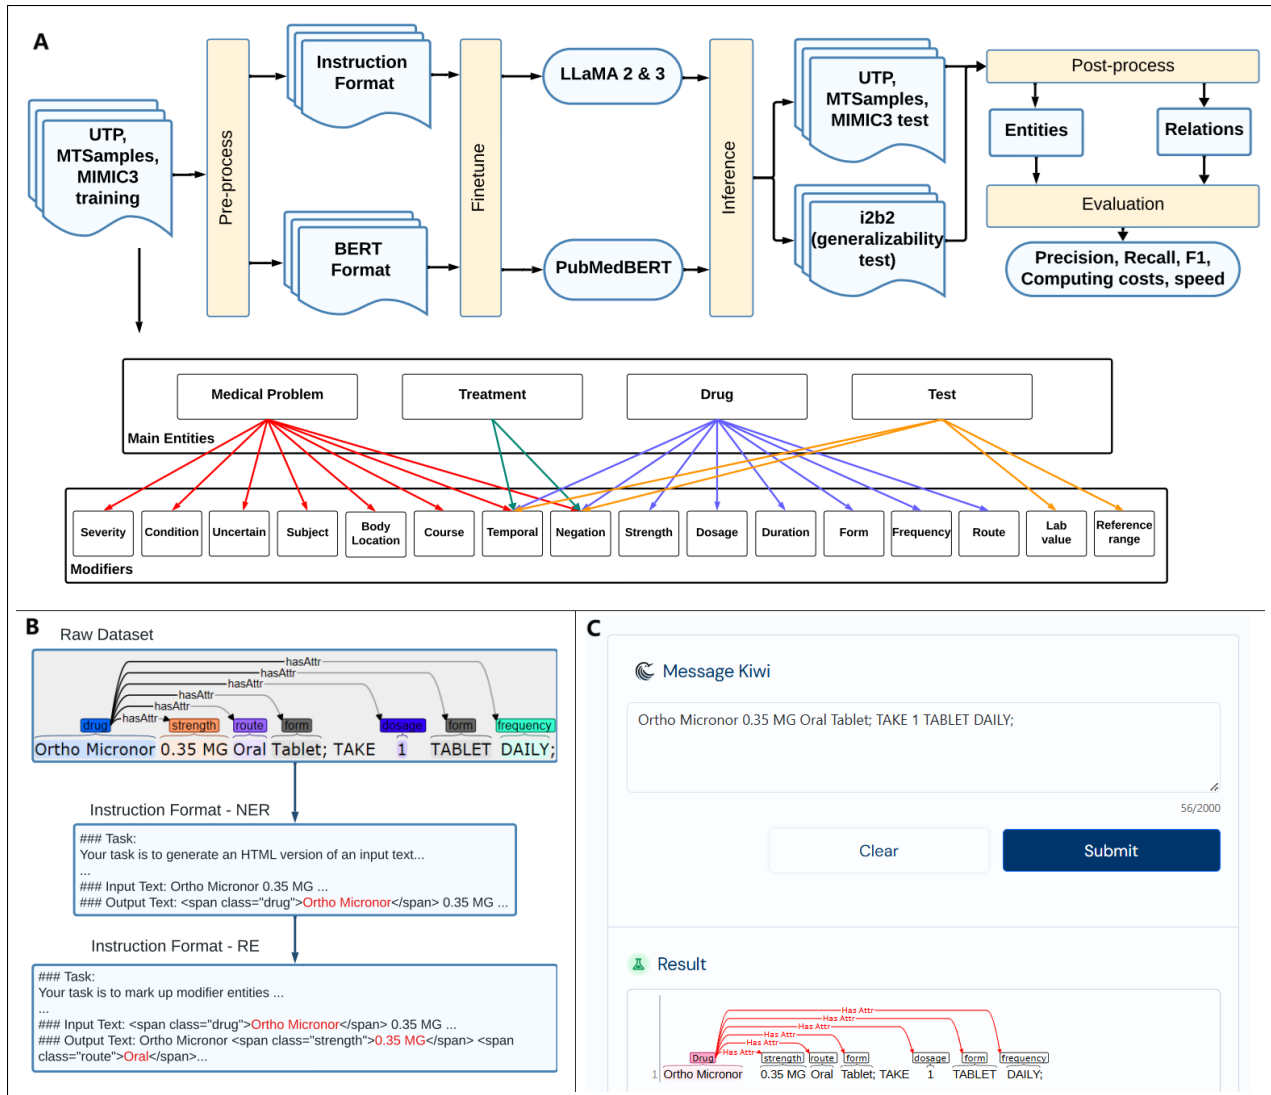 A
UTP,
MTSamples,
MIMIC3
training
Pre-process
Instruction
Format
BERT
Format
Finetune
LLaMA 2 & 3
PubMedBERT
Inference
UTP,
MTSamples,
MIMIC3 test
i2b2
(generalizability
test)
Post-process
Entities
Relations
Evaluation
Precision, Recall, F1,
Computing costs, speed
Medical Problem
Treatment
Drug
Test
Main Entities
Severity
Condition
Uncertain
Subject
Body
Location
Course
Temporal
Negation
Strength
Dosage
Duration
Form
Frequency
Route
Lab
value
Reference
range
Modifiers
B
Raw Dataset
hasAttr
hasAttr
hasAttr
hasAttr
hasAttr
hasAttr
drug strength route form dosage form frequency
Ortho Micronor 0.35 MG Oral Tablet; TAKE 1 TABLET DAILY;
Instruction Format - NER
### Task:
Your task is to generate an HTML version of an input text...
...
### Input Text: Ortho Micronor 0.35 MG ...
### Output Text: <span class="drug">Ortho Micronor</span> 0.35 MG ...
Instruction Format - RE
### Task:
Your task is to mark up modifier entities ...
...
### Input Text: <span class="drug">Ortho Micronor</span> 0.35 MG ...
### Output Text: Ortho Micronor <span class="strength">0.35 MG</span> <span
class="route">Oral</span>...
C
Message Kiwi
Ortho Micronor 0.35 MG Oral Tablet; TAKE 1 TABLET DAILY;
56/2000
Clear
Submit
Result
Has Attr
Has Attr
Has Attr
Has Attr
Has Attr
Has Attr
Drug strength route form dosage form frequency
1 Ortho Micronor 0.35 MG Oral Tablet; TAKE 1 TABLET DAILY;